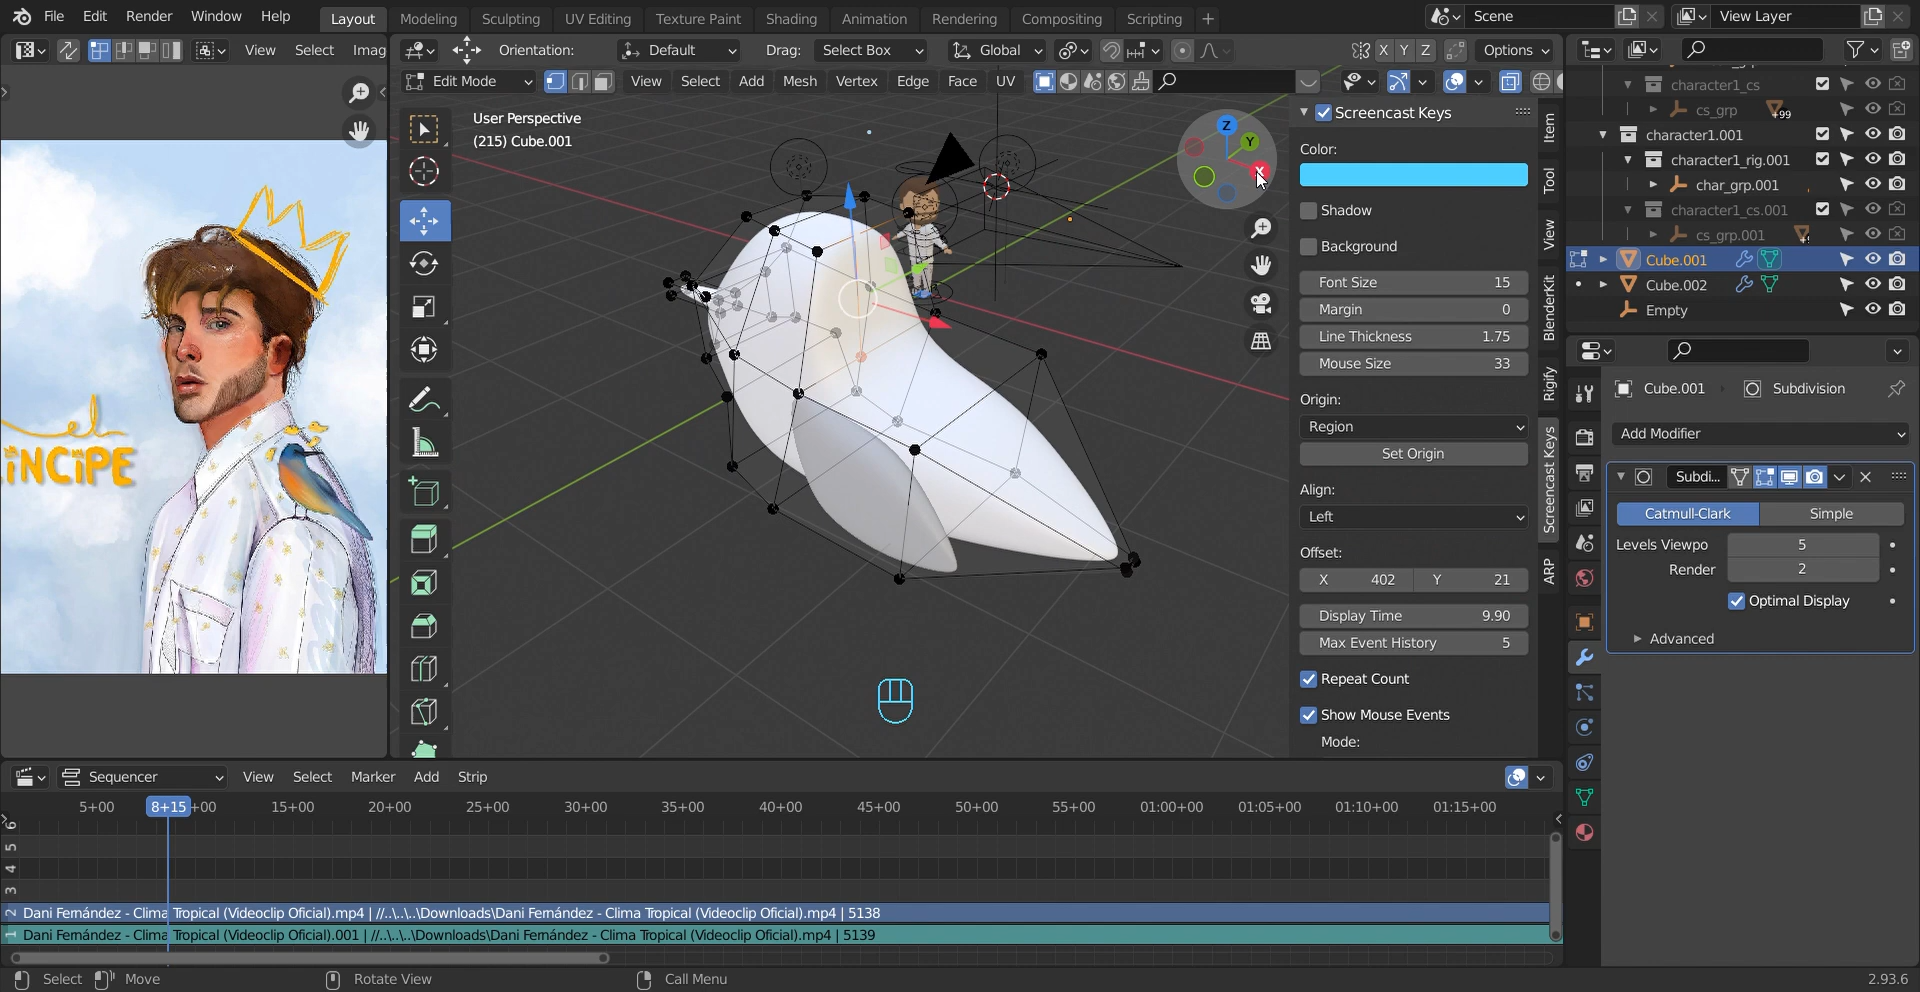 File Edit Render Window Help Layout Modeling Sculpting UV Editing Texture Paint Shading Animation Rendering Compositing Scripting + Scene View Layer
View Select Imag Orientation: Default Drag: Select Box Global X Y Z Options
Edit Mode View Select Add Mesh Vertex Edge Face UV
User Perspective
(215) Cube.001
Z
Y
X
el
INCIPE
Screencast Keys
Color:
Shadow
Background
Font Size 15
Margin 0
Line Thickness 1.75
Mouse Size 33
Origin:
Region
Set Origin
Align:
Left
Offset:
X 402 Y 21
Display Time 9.90
Max Event History 5
Repeat Count
Show Mouse Events
Mode:
Item
Tool
View
BlenderKit
Rigify
Screencast Keys
ARP
character1_cs
cs_grp +99
character1.001
character1_rig.001
char_grp.001
character1_cs.001
cs_grp.001
Cube.001
Cube.002
Empty
Cube.001 Subdivision
Add Modifier
Subdi...
Catmull-Clark Simple
Levels Viewpo 5
Render 2
Optimal Display
Advanced
Sequencer View Select Marker Add Strip
5+00 8+15 +00 15+00 20+00 25+00 30+00 35+00 40+00 45+00 50+00 55+00 01:00+00 01:05+00 01:10+00 01:15+00
6
5
4
3
2 Dani Fernández - Clima Tropical (Videoclip Oficial).mp4 | //..\..\..\Downloads\Dani Fernández - Clima Tropical (Videoclip Oficial).mp4 | 5138
1 Dani Fernández - Clima Tropical (Videoclip Oficial).001 | //..\..\..\Downloads\Dani Fernández - Clima Tropical (Videoclip Oficial).mp4 | 5139
Select Move Rotate View Call Menu 2.93.6